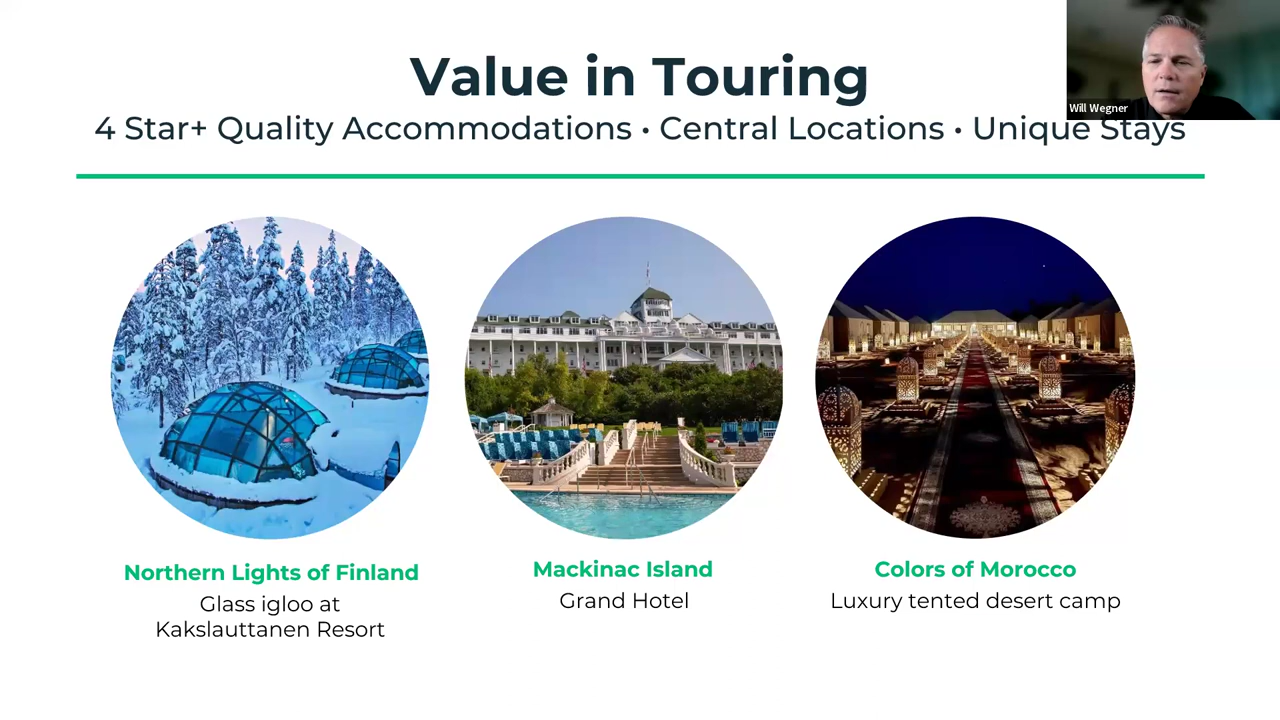 Value in Touring
Will Wegner
4 Star+ Quality Accommodations • Central Locations • Unique Stays
Northern Lights of Finland
Glass igloo at
Kakslauttanen Resort
Mackinac Island
Grand Hotel
Colors of Morocco
Luxury tented desert camp